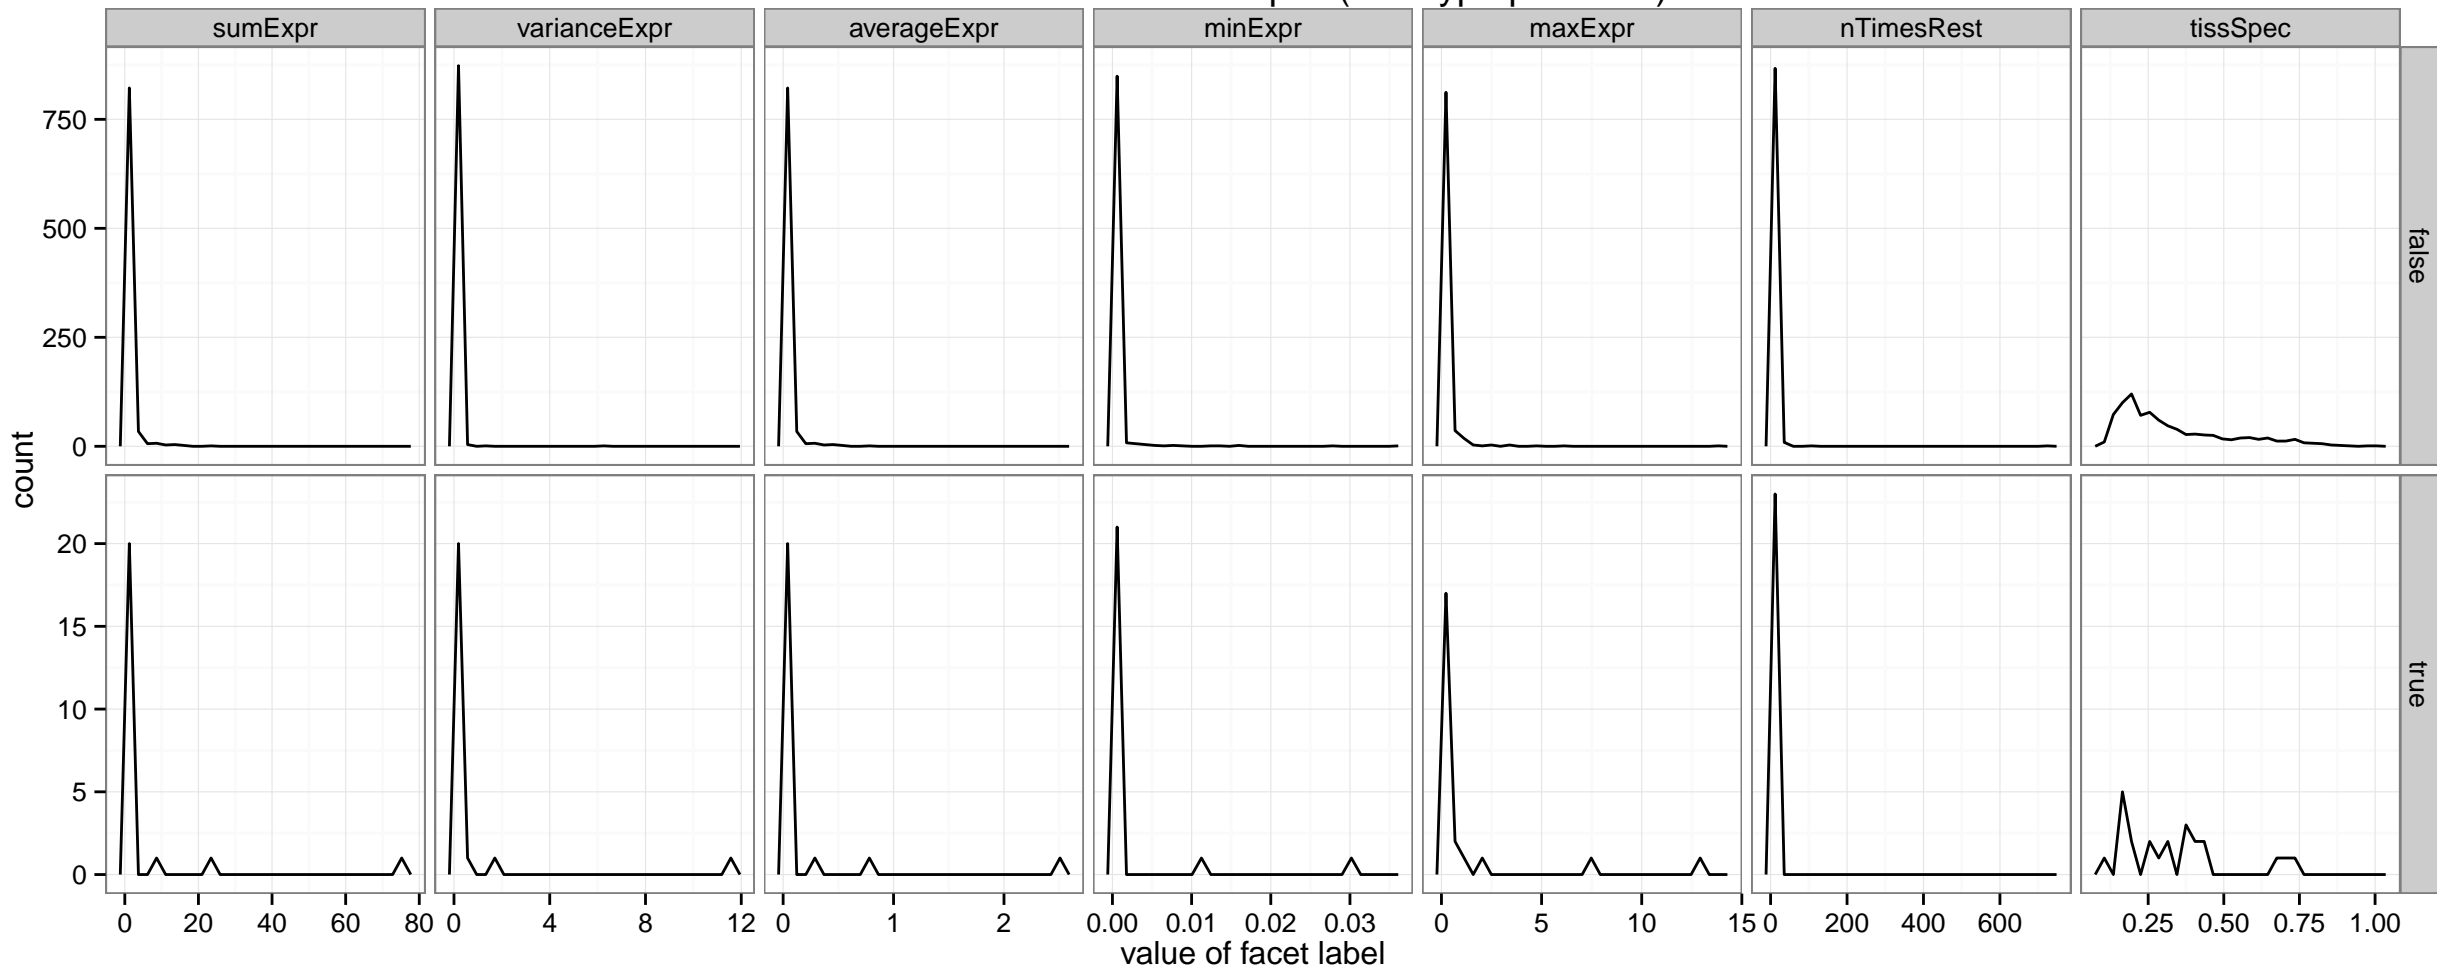 sumExpr varianceExpr averageExpr minExpr maxExpr nTimesRest tissSpec
750
500
250
0
false
count
20
15
10
5
0
true
0 20 40 60 80 0 4 8 12 0 1 2 0.00 0.01 0.02 0.03 0 5 10 15 0 200 400 600 0.25 0.50 0.75 1.00
value of facet label